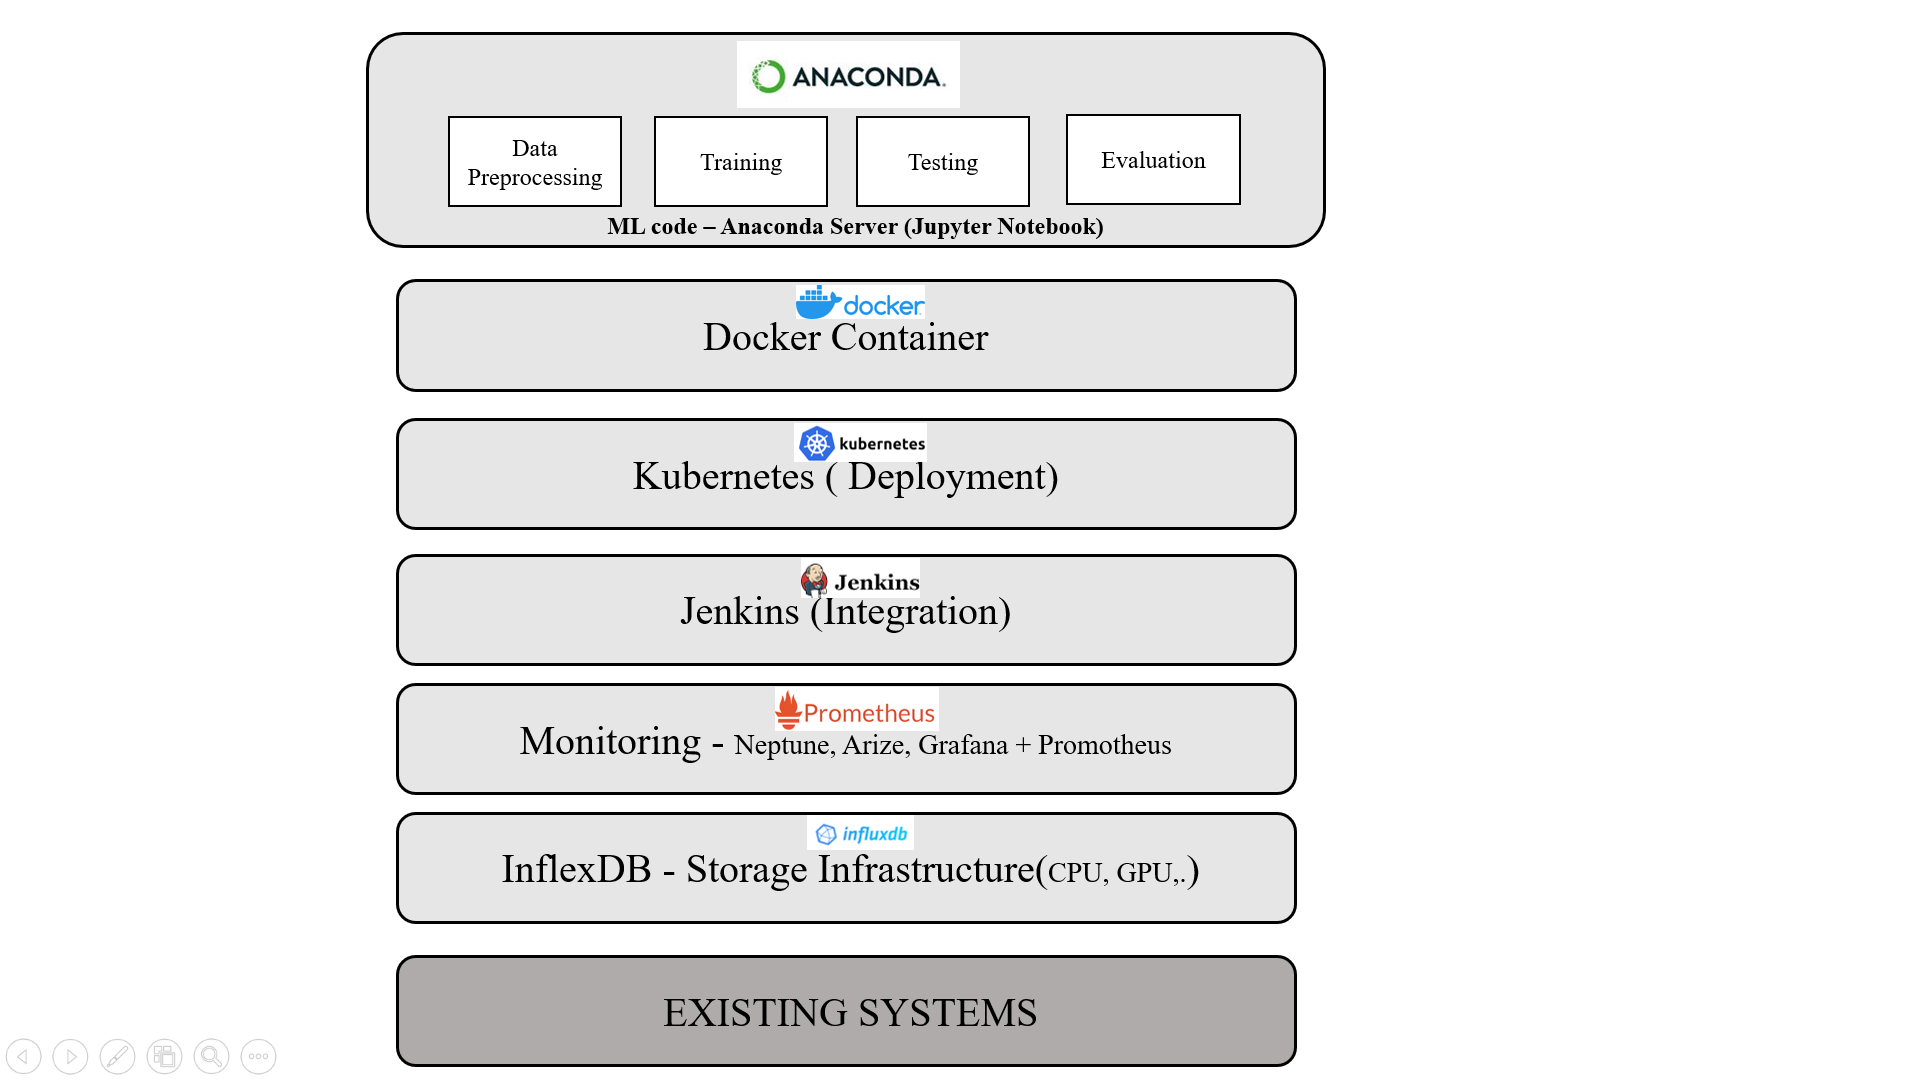 ANACONDA.
Data
Preprocessing
Training
Testing
Evaluation
ML code – Anaconda Server (Jupyter Notebook)
docker
Docker Container
kubernetes
Kubernetes ( Deployment)
Jenkins
Jenkins (Integration)
Prometheus
Monitoring - Neptune, Arize, Grafana + Promotheus
influxdb
InflexDB - Storage Infrastructure(CPU, GPU,.)
EXISTING SYSTEMS